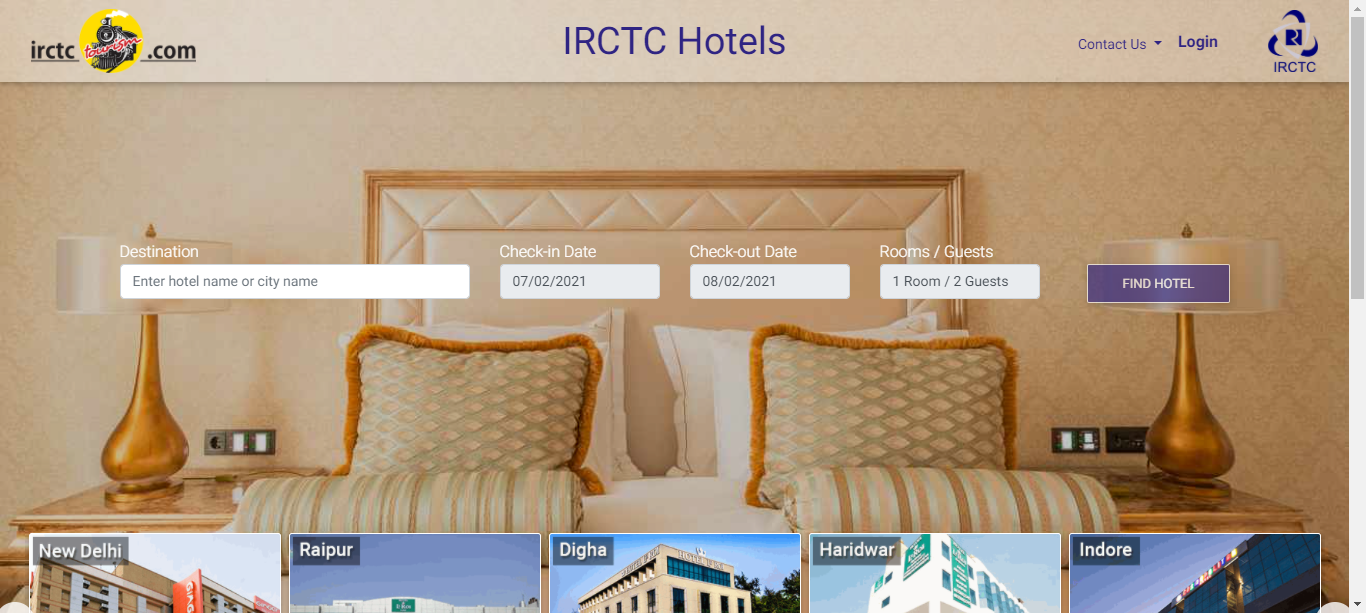 irctc tourism .com
IRCTC Hotels
Contact Us
Login
IRCTC
Destination
Check-in Date
Check-out Date
Rooms / Guests
Enter hotel name or city name
07/02/2021
08/02/2021
1 Room / 2 Guests
FIND HOTEL
New Delhi
Raipur
Digha
Haridwar
Indore